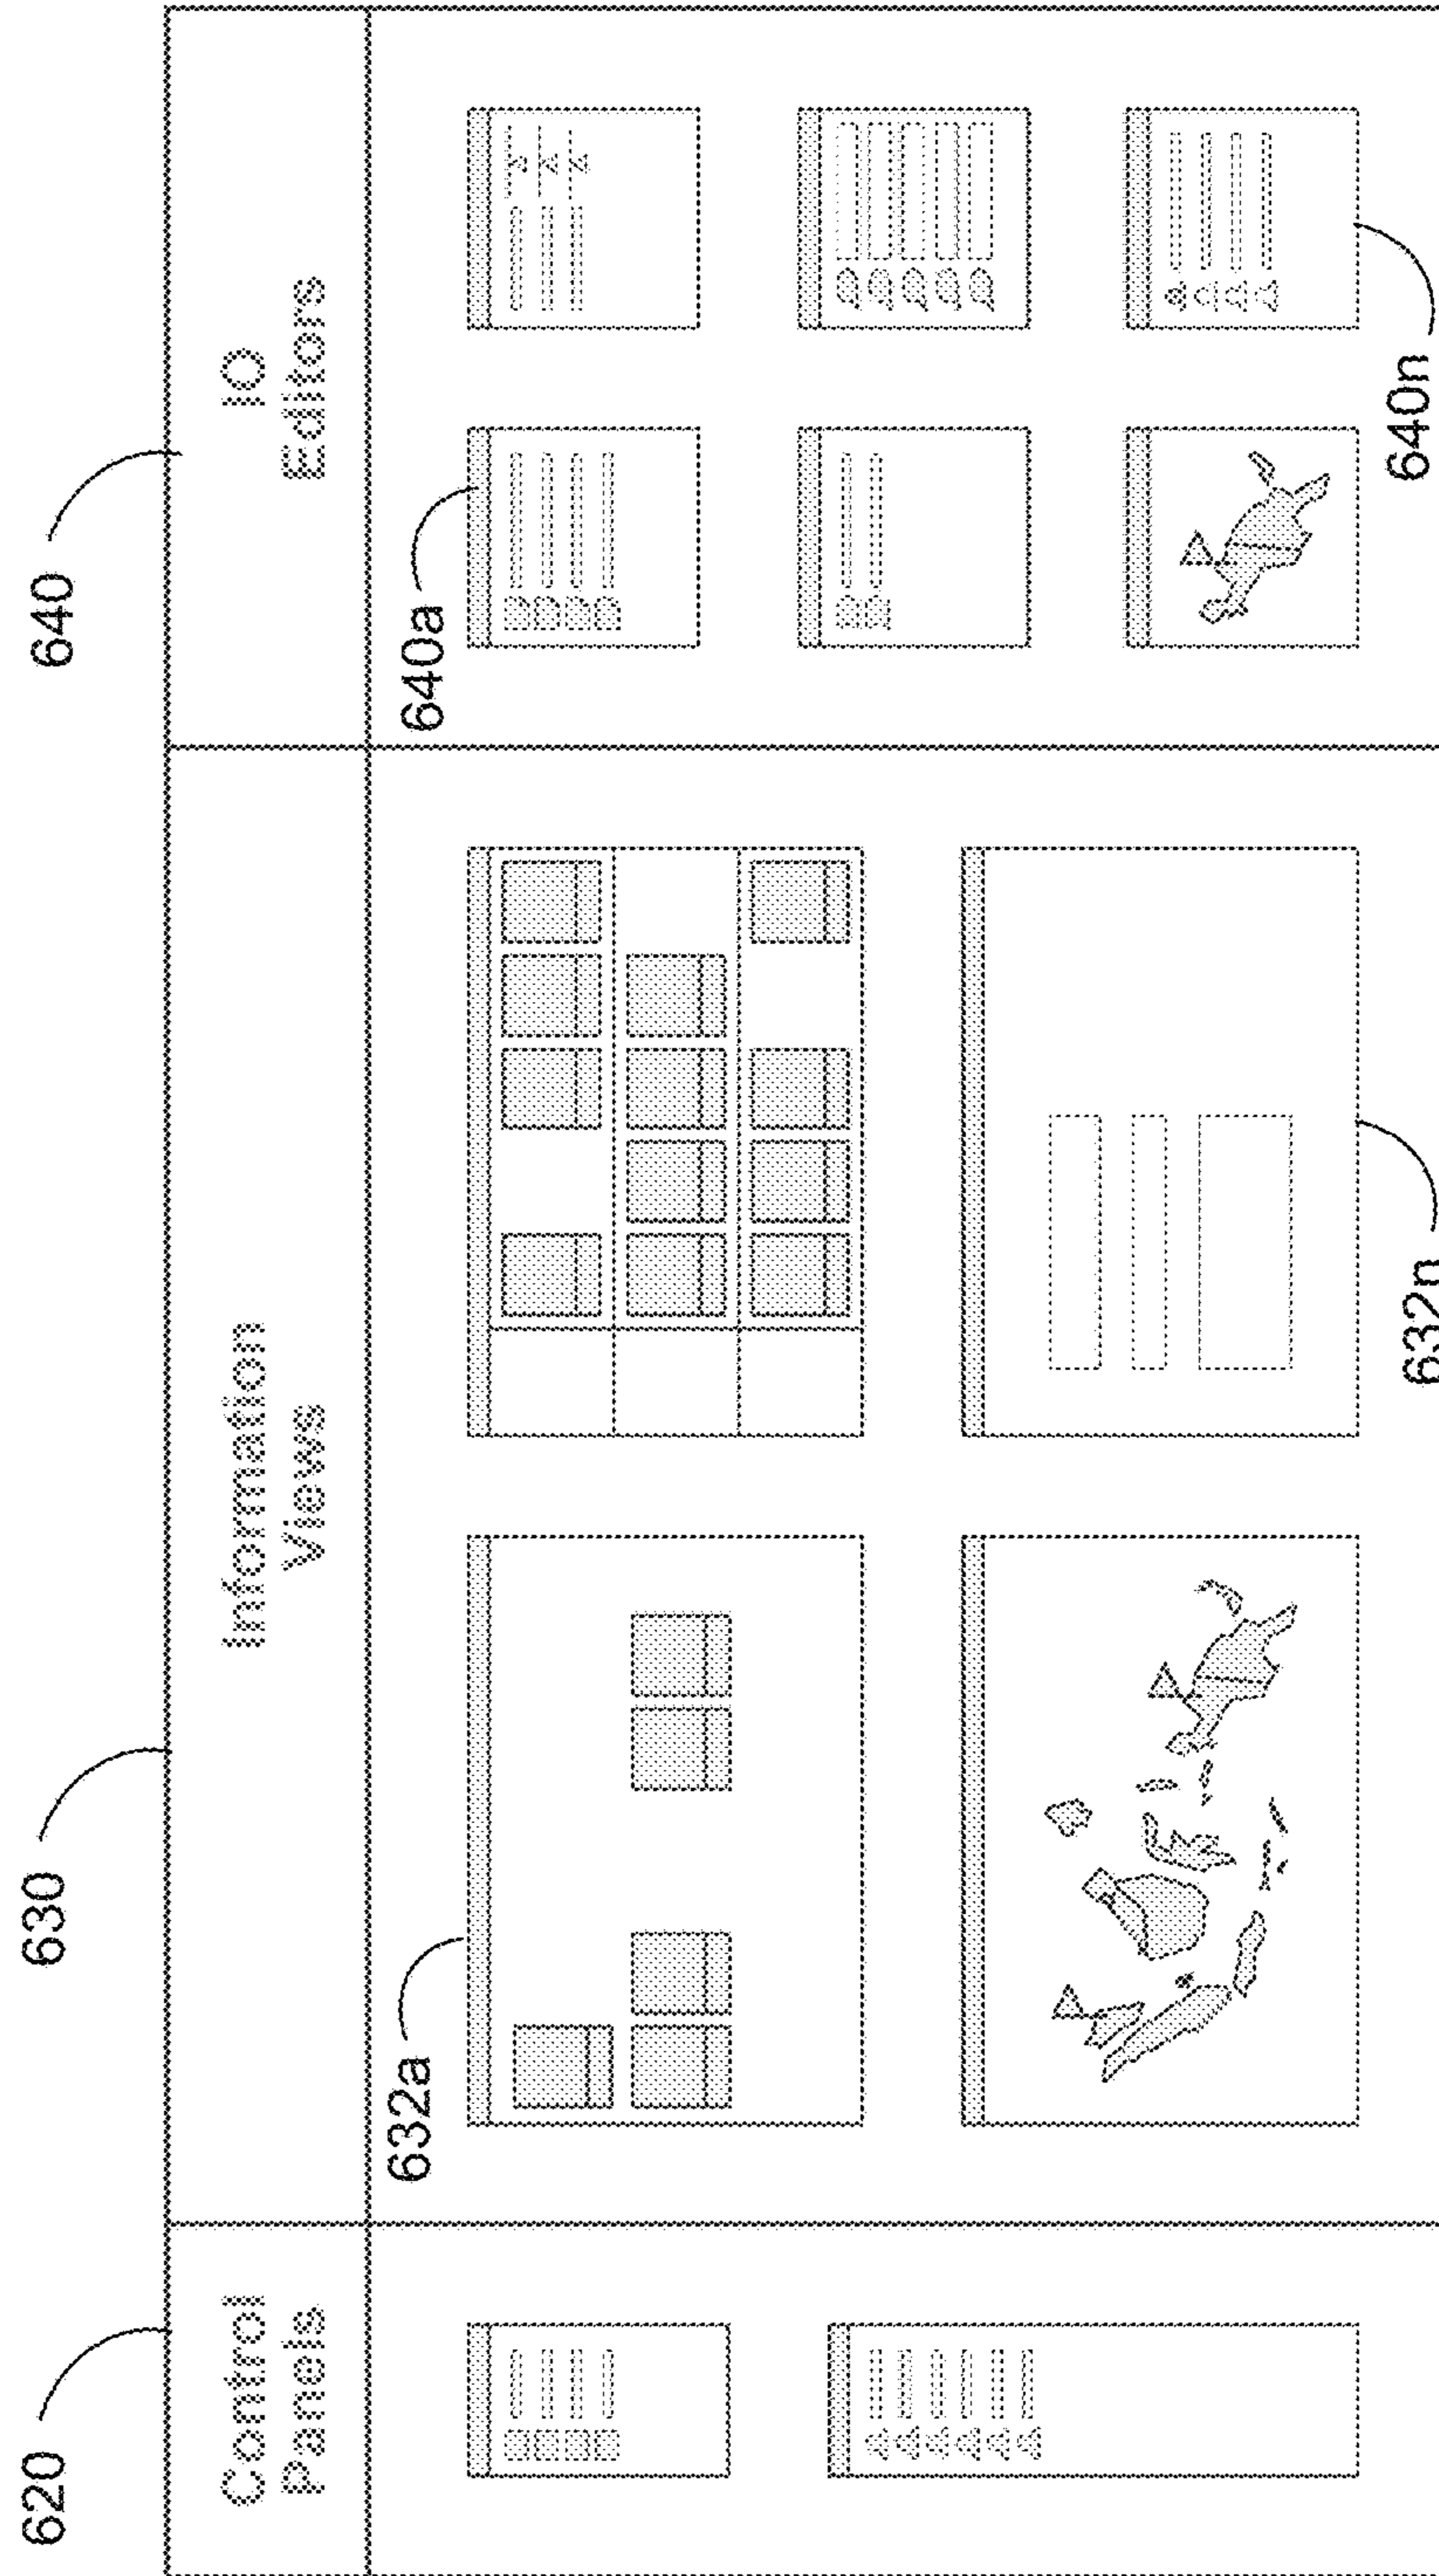 620
630
640
Control
Panels
Information
Views
IO
Editors
632a
640a
632n
640n